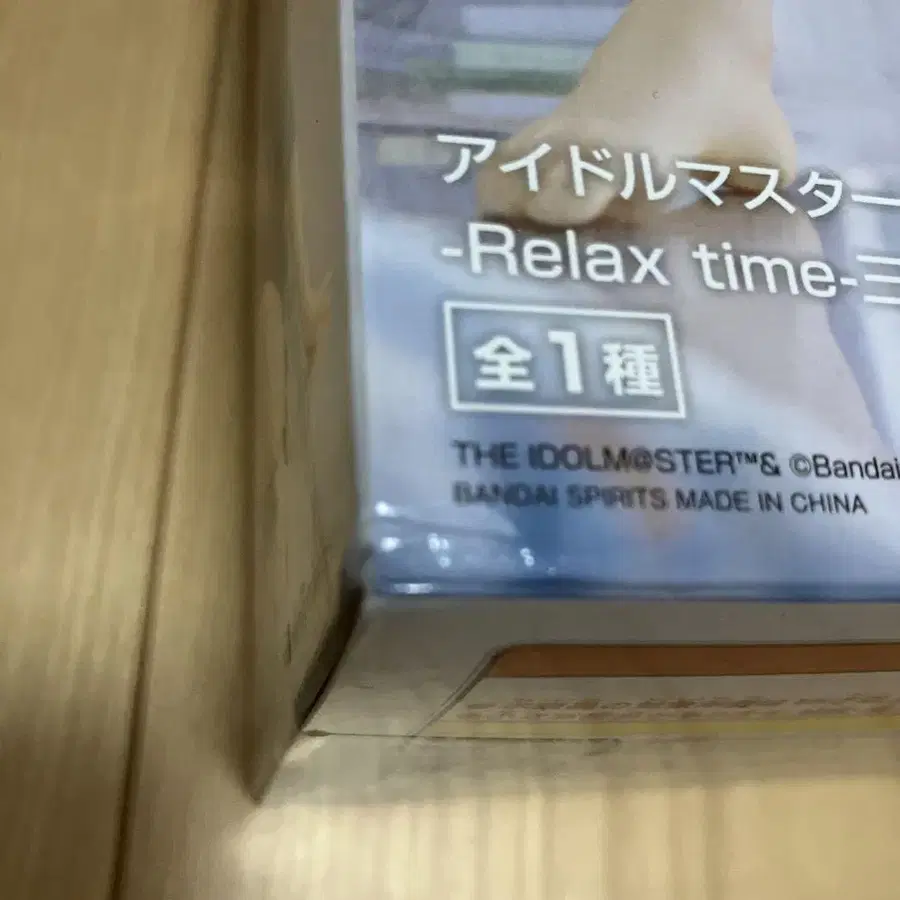 アイドルマスター
-Relax time-三
全1種
THE IDOLM@STER™& ©Bandai
BANDAI SPIRITS MADE IN CHINA